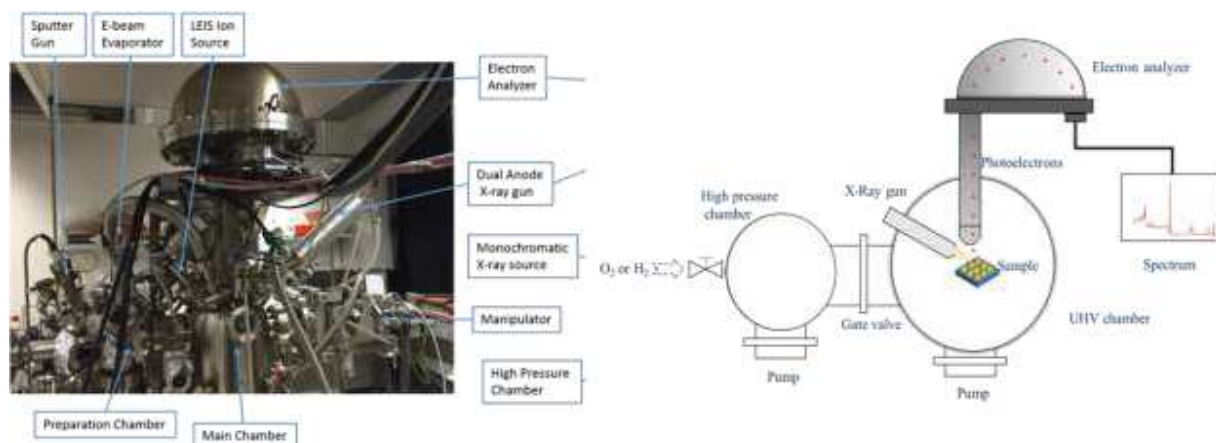 Sputter
Gun
E-beam
Evaporator
LEIS Ion
Source
Electron
Analyzer
Dual Anode
X-ray gun
Monochromatic
X-ray source
Manipulator
High Pressure
Chamber
Preparation Chamber
Main Chamber
Electron analyzer
Photoelectrons
X-Ray gun
High pressure
chamber
O₂ or H₂
Sample
Spectrum
Gate valve
UHV chamber
Pump
Pump